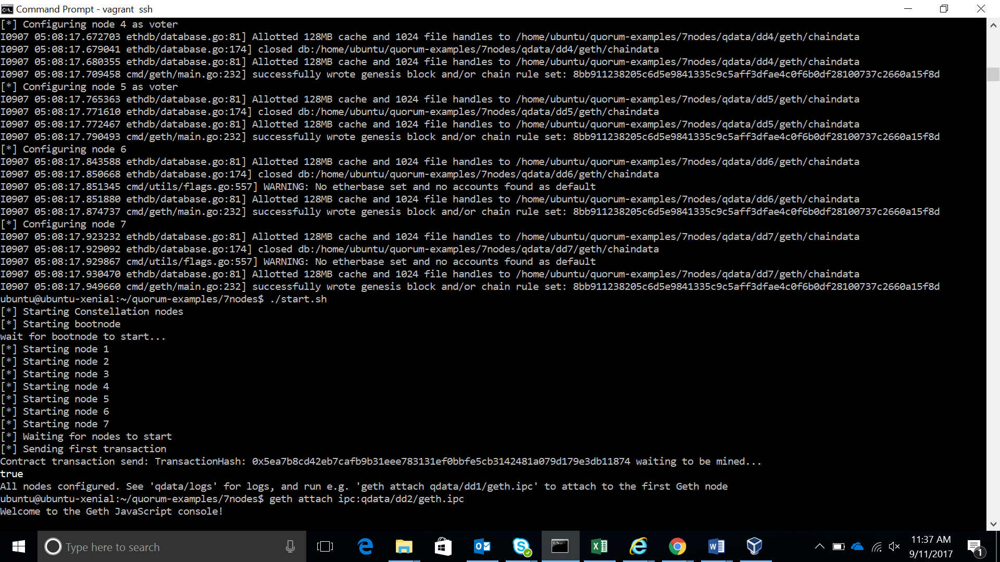 Command Prompt - vagrant  ssh
[*] Configuring node 4 as voter
I0907 05:08:17.672703 ethdb/database.go:81] Allotted 128MB cache and 1024 file handles to /home/ubuntu/quorum-examples/7nodes/qdata/dd4/geth/chaindata
I0907 05:08:17.679041 ethdb/database.go:174] closed db:/home/ubuntu/quorum-examples/7nodes/qdata/dd4/geth/chaindata
I0907 05:08:17.680355 ethdb/database.go:81] Allotted 128MB cache and 1024 file handles to /home/ubuntu/quorum-examples/7nodes/qdata/dd4/geth/chaindata
I0907 05:08:17.709458 cmd/geth/main.go:232] successfully wrote genesis block and/or chain rule set: 8bb911238205c6d5e9841335c9c5aff3dfae4c0f6b0df28100737c2660a15f8d
[*] Configuring node 5 as voter
I0907 05:08:17.765363 ethdb/database.go:81] Allotted 128MB cache and 1024 file handles to /home/ubuntu/quorum-examples/7nodes/qdata/dd5/geth/chaindata
I0907 05:08:17.771610 ethdb/database.go:174] closed db:/home/ubuntu/quorum-examples/7nodes/qdata/dd5/geth/chaindata
I0907 05:08:17.772467 ethdb/database.go:81] Allotted 128MB cache and 1024 file handles to /home/ubuntu/quorum-examples/7nodes/qdata/dd5/geth/chaindata
I0907 05:08:17.790493 cmd/geth/main.go:232] successfully wrote genesis block and/or chain rule set: 8bb911238205c6d5e9841335c9c5aff3dfae4c0f6b0df28100737c2660a15f8d
[*] Configuring node 6
I0907 05:08:17.843588 ethdb/database.go:81] Allotted 128MB cache and 1024 file handles to /home/ubuntu/quorum-examples/7nodes/qdata/dd6/geth/chaindata
I0907 05:08:17.850668 ethdb/database.go:174] closed db:/home/ubuntu/quorum-examples/7nodes/qdata/dd6/geth/chaindata
I0907 05:08:17.851345 cmd/utils/flags.go:557] WARNING: No etherbase set and no accounts found as default
I0907 05:08:17.851880 ethdb/database.go:81] Allotted 128MB cache and 1024 file handles to /home/ubuntu/quorum-examples/7nodes/qdata/dd6/geth/chaindata
I0907 05:08:17.874737 cmd/geth/main.go:232] successfully wrote genesis block and/or chain rule set: 8bb911238205c6d5e9841335c9c5aff3dfae4c0f6b0df28100737c2660a15f8d
[*] Configuring node 7
I0907 05:08:17.923232 ethdb/database.go:81] Allotted 128MB cache and 1024 file handles to /home/ubuntu/quorum-examples/7nodes/qdata/dd7/geth/chaindata
I0907 05:08:17.929092 ethdb/database.go:174] closed db:/home/ubuntu/quorum-examples/7nodes/qdata/dd7/geth/chaindata
I0907 05:08:17.929867 cmd/utils/flags.go:557] WARNING: No etherbase set and no accounts found as default
I0907 05:08:17.930470 ethdb/database.go:81] Allotted 128MB cache and 1024 file handles to /home/ubuntu/quorum-examples/7nodes/qdata/dd7/geth/chaindata
I0907 05:08:17.949660 cmd/geth/main.go:232] successfully wrote genesis block and/or chain rule set: 8bb911238205c6d5e9841335c9c5aff3dfae4c0f6b0df28100737c2660a15f8d
ubuntu@ubuntu-xenial:~/quorum-examples/7nodes$ ./start.sh
[*] Starting Constellation nodes
[*] Starting bootnode
wait for bootnode to start...
[*] Starting node 1
[*] Starting node 2
[*] Starting node 3
[*] Starting node 4
[*] Starting node 5
[*] Starting node 6
[*] Starting node 7
[*] Waiting for nodes to start
[*] Sending first transaction
Contract transaction send: TransactionHash: 0x5ea7b8cd42eb7cafb9b31eee783131ef0bbfe5cb3142481a079d179e3db11874 waiting to be mined...
true
All nodes configured. See 'qdata/logs' for logs, and run e.g. 'geth attach qdata/dd1/geth.ipc' to attach to the first Geth node
ubuntu@ubuntu-xenial:~/quorum-examples/7nodes$ geth attach ipc:qdata/dd2/geth.ipc
Welcome to the Geth JavaScript console!
Type here to search
11:37 AM
9/11/2017
1